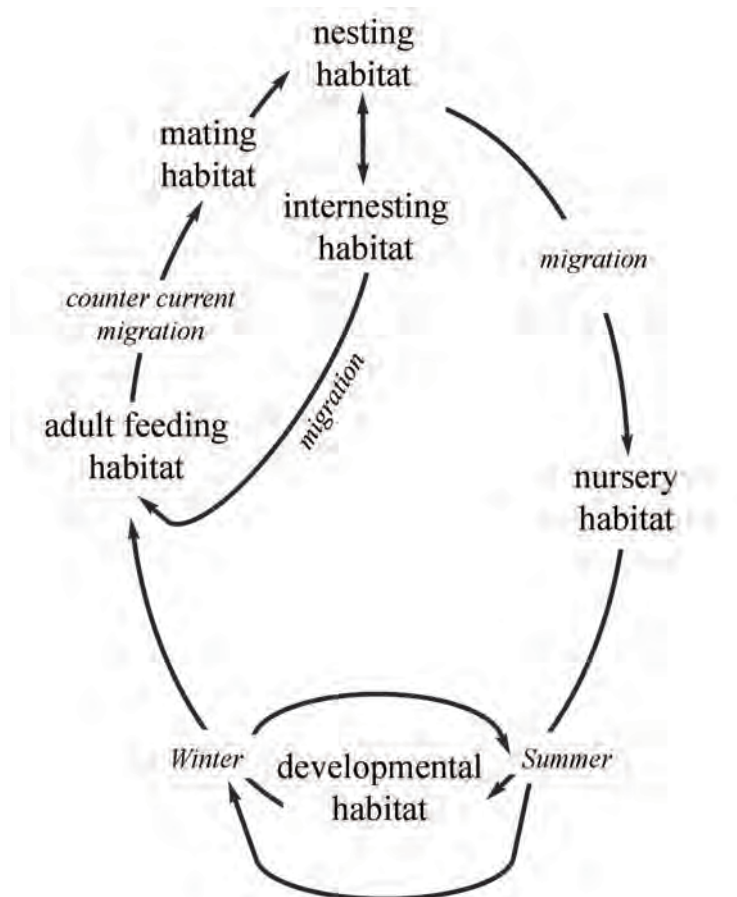 nesting
habitat
mating
habitat
internesting
habitat
migration
counter current
migration
migration
adult feeding
habitat
nursery
habitat
Winter
developmental
habitat
Summer